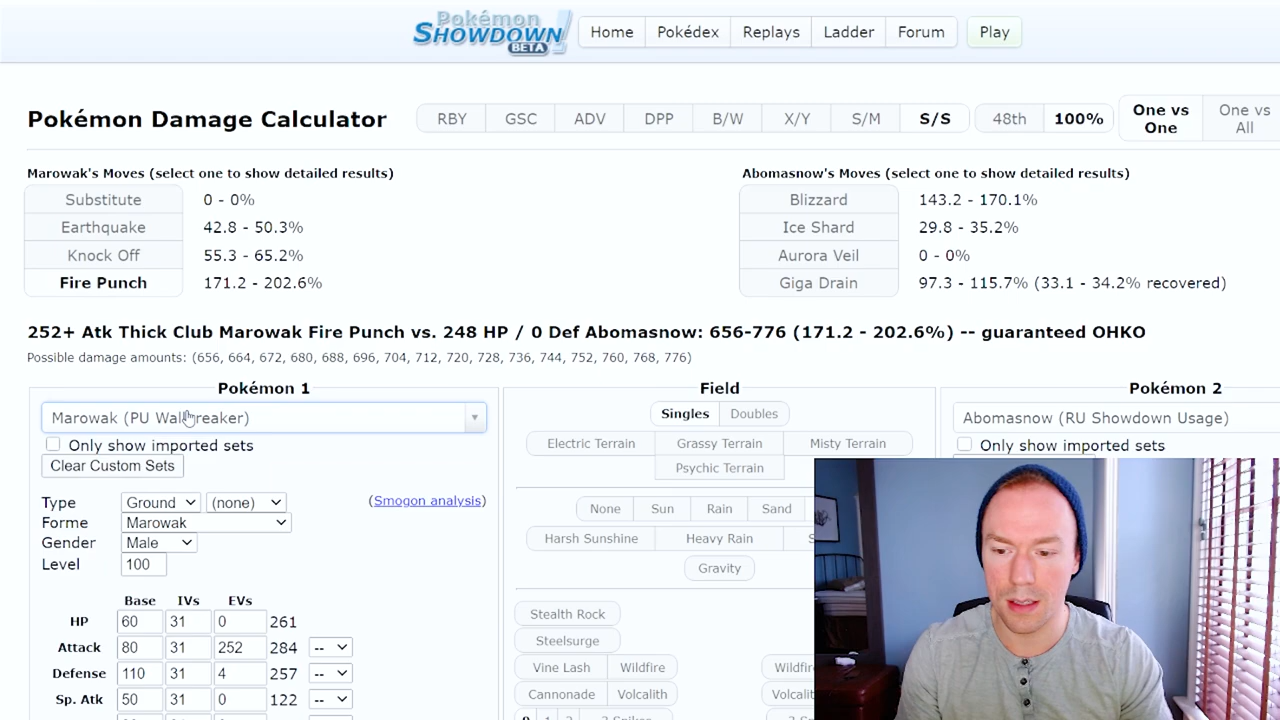 Pokémon
SHOWDOWN!
BETA
Home Pokédex Replays Ladder Forum Play
Pokémon Damage Calculator RBY GSC ADV DPP B/W X/Y S/M S/S 48th 100% One vs One One vs All
Marowak's Moves (select one to show detailed results)
Substitute 0 - 0%
Earthquake 42.8 - 50.3%
Knock Off 55.3 - 65.2%
Fire Punch 171.2 - 202.6%
Abomasnow's Moves (select one to show detailed results)
Blizzard 143.2 - 170.1%
Ice Shard 29.8 - 35.2%
Aurora Veil 0 - 0%
Giga Drain 97.3 - 115.7% (33.1 - 34.2% recovered)
252+ Atk Thick Club Marowak Fire Punch vs. 248 HP / 0 Def Abomasnow: 656-776 (171.2 - 202.6%) -- guaranteed OHKO
Possible damage amounts: (656, 664, 672, 680, 688, 696, 704, 712, 720, 728, 736, 744, 752, 760, 768, 776)
Pokémon 1
Marowak (PU Wallbreaker)
Only show imported sets
Clear Custom Sets
Type Ground (none) (Smogon analysis)
Forme Marowak
Gender Male
Level 100
Base IVs EVs
HP 60 31 0 261
Attack 80 31 252 284 --
Defense 110 31 4 257 --
Sp. Atk 50 31 0 122 --
Field
Singles Doubles
Electric Terrain Grassy Terrain Misty Terrain
Psychic Terrain
None Sun Rain Sand
Harsh Sunshine Heavy Rain S
Gravity
Stealth Rock
Steelsurge
Vine Lash Wildfire Wildfir
Cannonade Volcalith Volcalit
0 1 2 3 Spikes
Pokémon 2
Abomasnow (RU Showdown Usage)
Only show imported sets